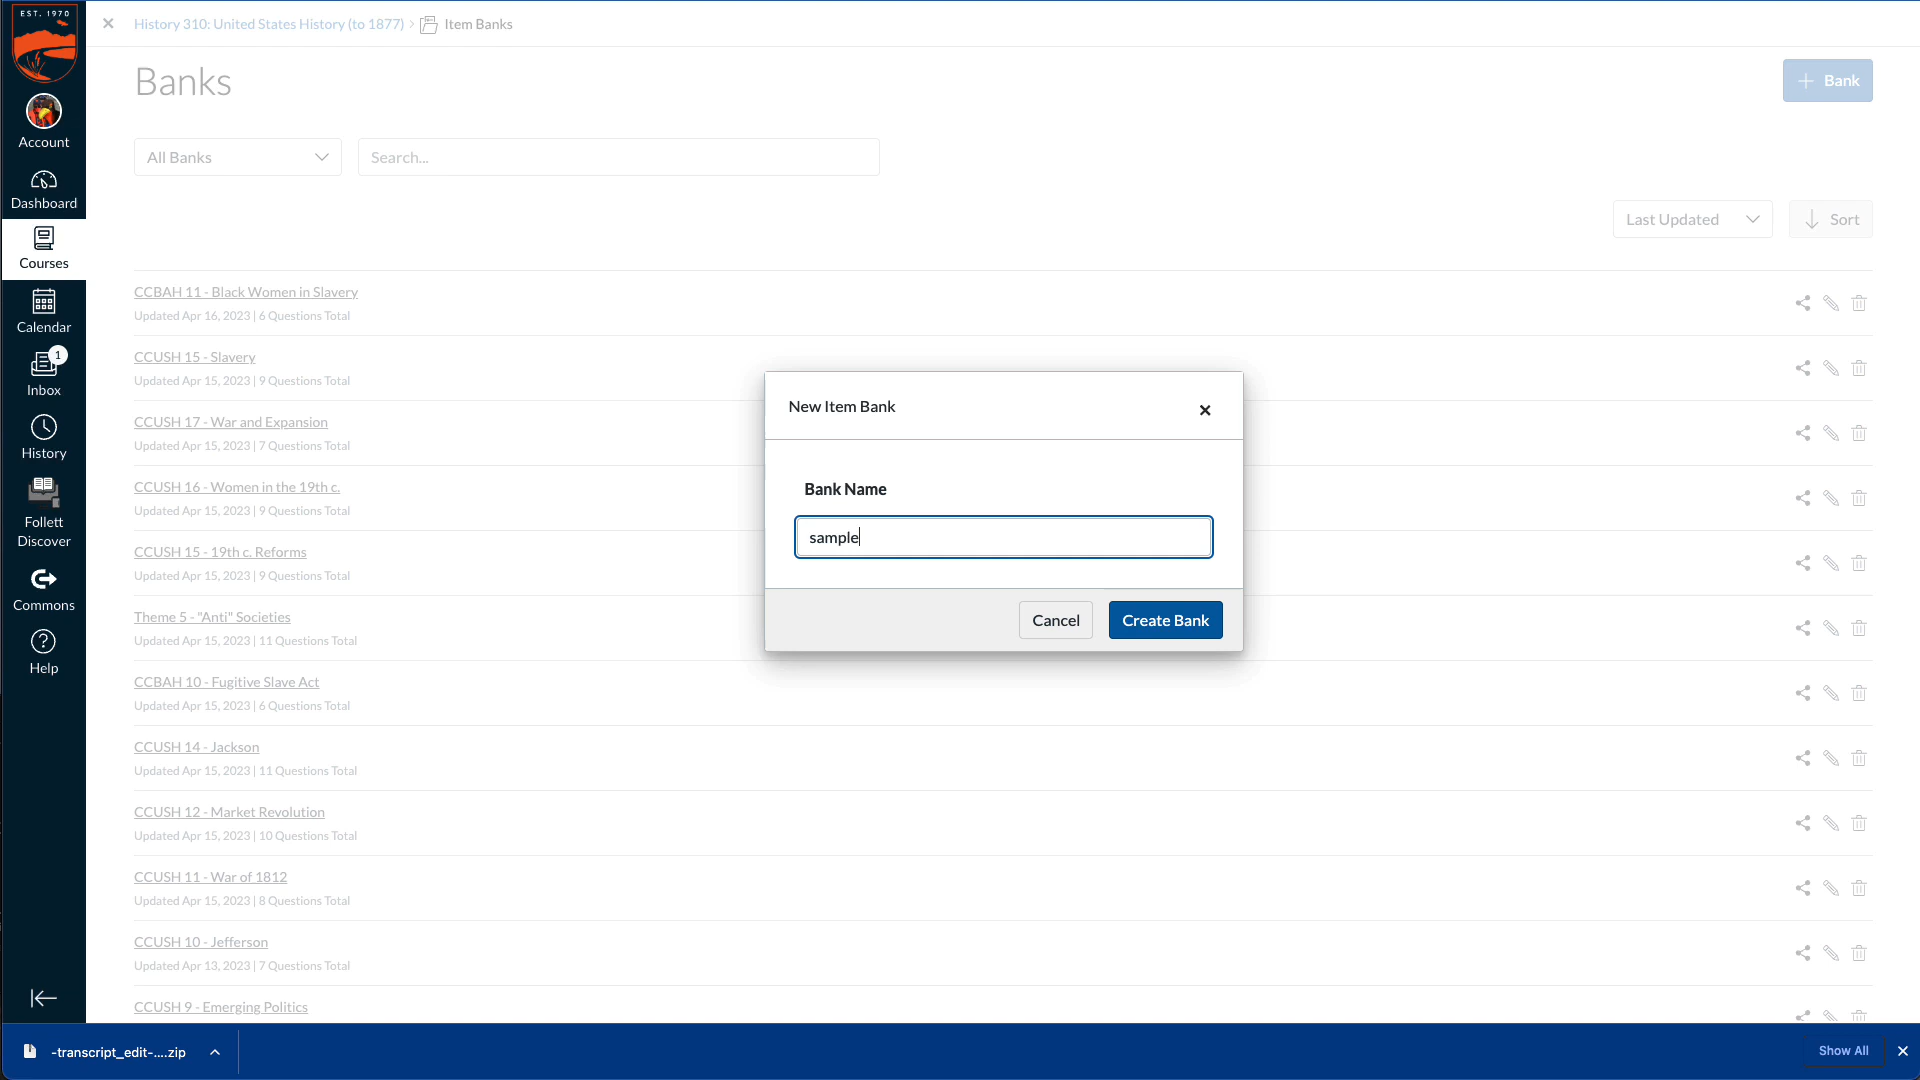 EST. 1970
History 310: United States History (to 1877) › Item Banks
Banks
Bank
All Banks
Search...
Last Updated
Sort
Account
Dashboard
Courses
Calendar
1
Inbox
History
Follett
Discover
Commons
Help
CCBAH 11 - Black Women in Slavery
Updated Apr 16, 2023 | 6 Questions Total
CCUSH 15 - Slavery
Updated Apr 15, 2023 | 9 Questions Total
CCUSH 17 - War and Expansion
Updated Apr 15, 2023 | 7 Questions Total
CCUSH 16 - Women in the 19th c.
Updated Apr 15, 2023 | 9 Questions Total
CCUSH 15 - 19th c. Reforms
Updated Apr 15, 2023 | 9 Questions Total
Theme 5 - "Anti" Societies
Updated Apr 15, 2023 | 11 Questions Total
CCBAH 10 - Fugitive Slave Act
Updated Apr 15, 2023 | 6 Questions Total
CCUSH 14 - Jackson
Updated Apr 15, 2023 | 11 Questions Total
CCUSH 12 - Market Revolution
Updated Apr 15, 2023 | 10 Questions Total
CCUSH 11 - War of 1812
Updated Apr 15, 2023 | 8 Questions Total
CCUSH 10 - Jefferson
Updated Apr 13, 2023 | 7 Questions Total
CCUSH 9 - Emerging Politics
New Item Bank
Bank Name
sample
Cancel
Create Bank
-transcript_edit-....zip
Show All